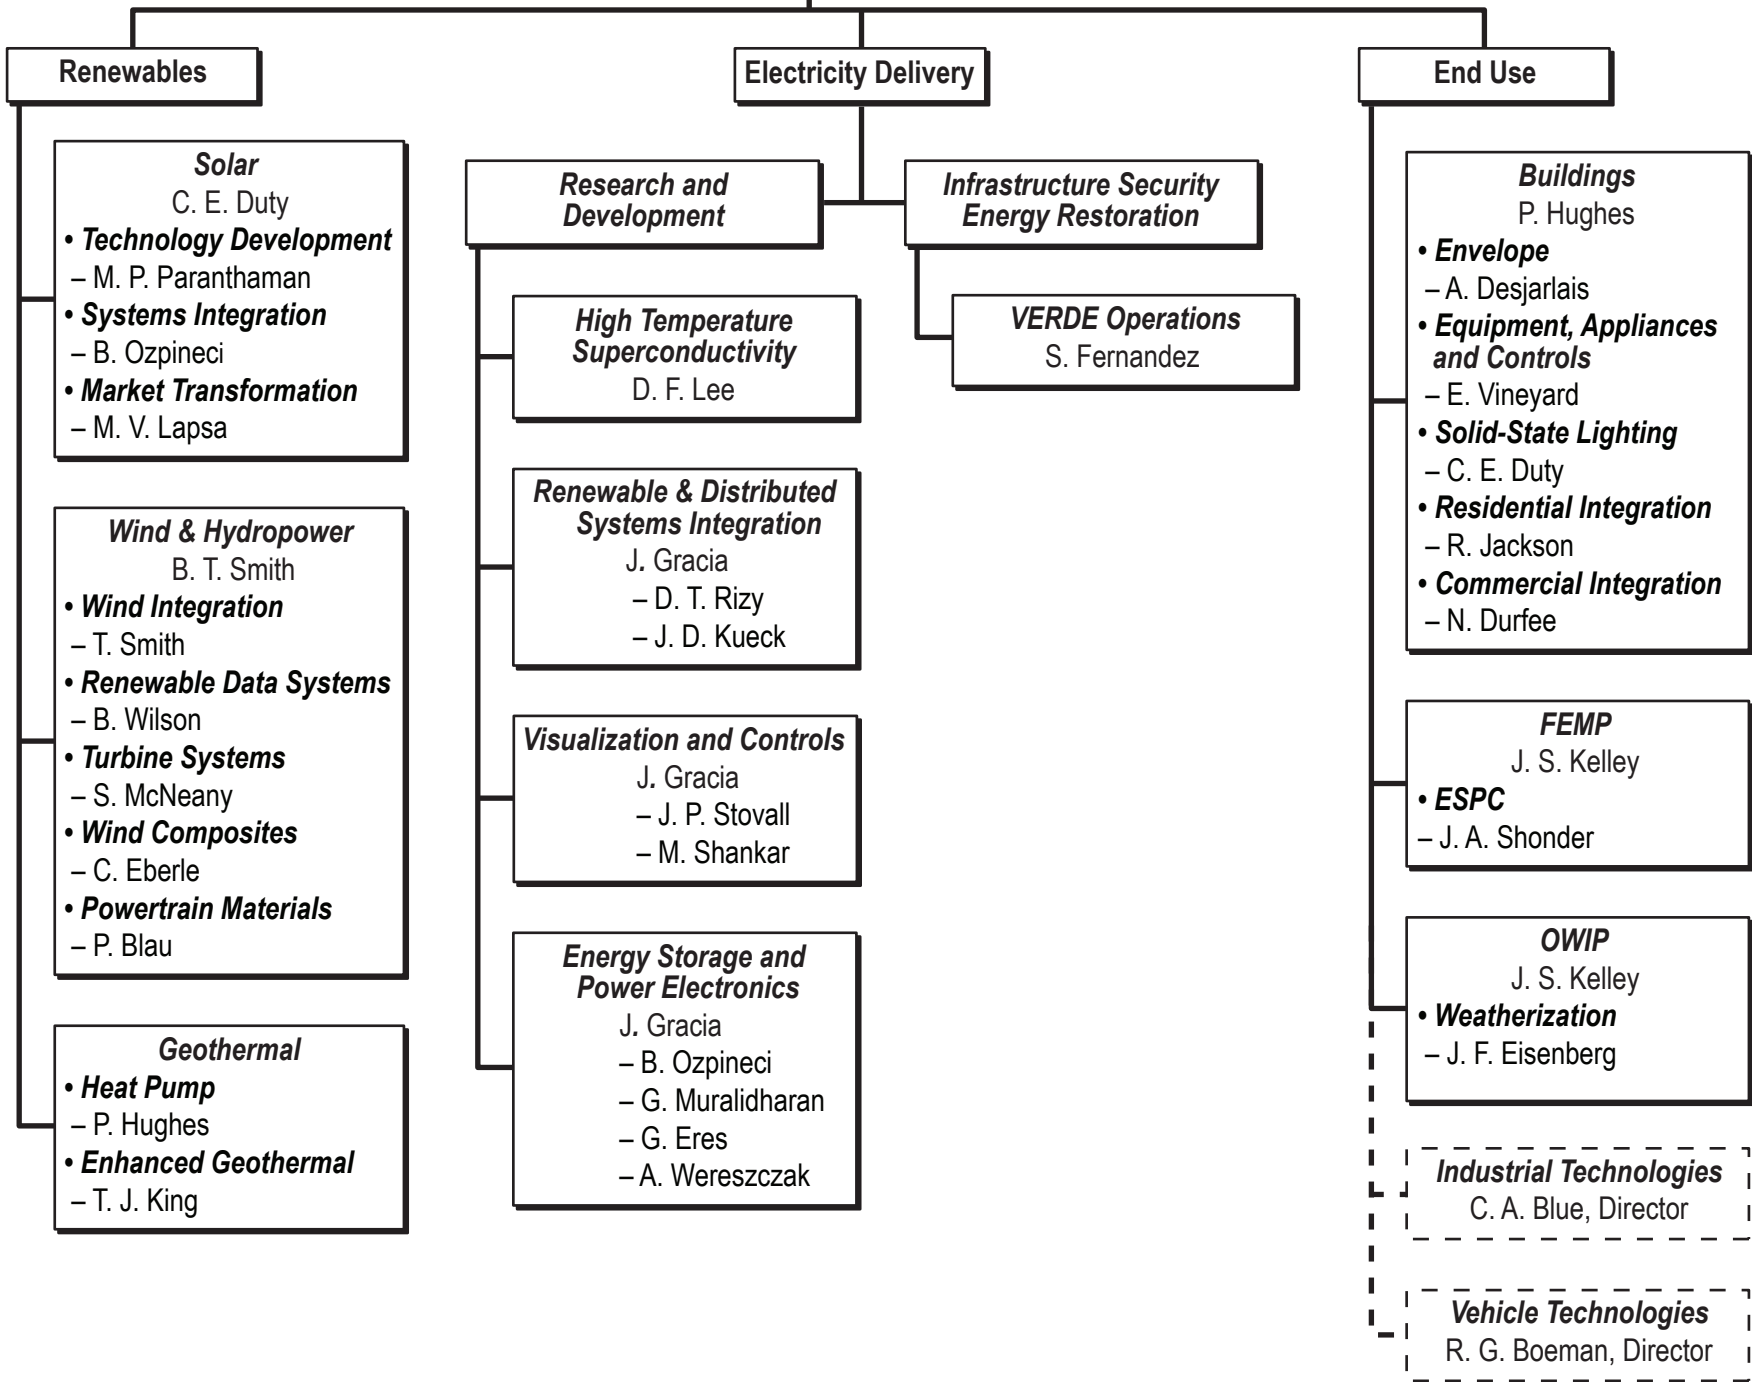 Renewables
Solar
C. E. Duty
• Technology Development
– M. P. Paranthaman
• Systems Integration
– B. Ozpineci
• Market Transformation
– M. V. Lapsa
Wind & Hydropower
B. T. Smith
• Wind Integration
– T. Smith
• Renewable Data Systems
– B. Wilson
• Turbine Systems
– S. McNeany
• Wind Composites
– C. Eberle
• Powertrain Materials
– P. Blau
Geothermal
• Heat Pump
– P. Hughes
• Enhanced Geothermal
– T. J. King
Electricity Delivery
Research and
Development
High Temperature
Superconductivity
D. F. Lee
Renewable & Distributed
Systems Integration
J. Gracia
– D. T. Rizy
– J. D. Kueck
Visualization and Controls
J. Gracia
– J. P. Stovall
– M. Shankar
Energy Storage and
Power Electronics
J. Gracia
– B. Ozpineci
– G. Muralidharan
– G. Eres
– A. Wereszczak
Infrastructure Security
Energy Restoration
VERDE Operations
S. Fernandez
End Use
Buildings
P. Hughes
• Envelope
– A. Desjarlais
• Equipment, Appliances
and Controls
– E. Vineyard
• Solid-State Lighting
– C. E. Duty
• Residential Integration
– R. Jackson
• Commercial Integration
– N. Durfee
FEMP
J. S. Kelley
• ESPC
– J. A. Shonder
OWIP
J. S. Kelley
• Weatherization
– J. F. Eisenberg
Industrial Technologies
C. A. Blue, Director
Vehicle Technologies
R. G. Boeman, Director